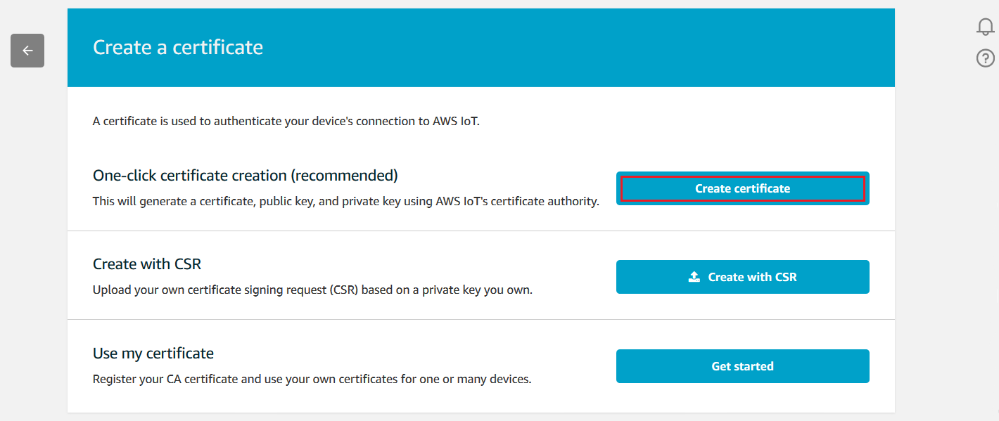 Create a certificate
A certificate is used to authenticate your device's connection to AWS IoT.
One-click certificate creation (recommended)
This will generate a certificate, public key, and private key using AWS IoT's certificate authority.
Create certificate
Create with CSR
Upload your own certificate signing request (CSR) based on a private key you own.
Create with CSR
Use my certificate
Register your CA certificate and use your own certificates for one or many devices.
Get started